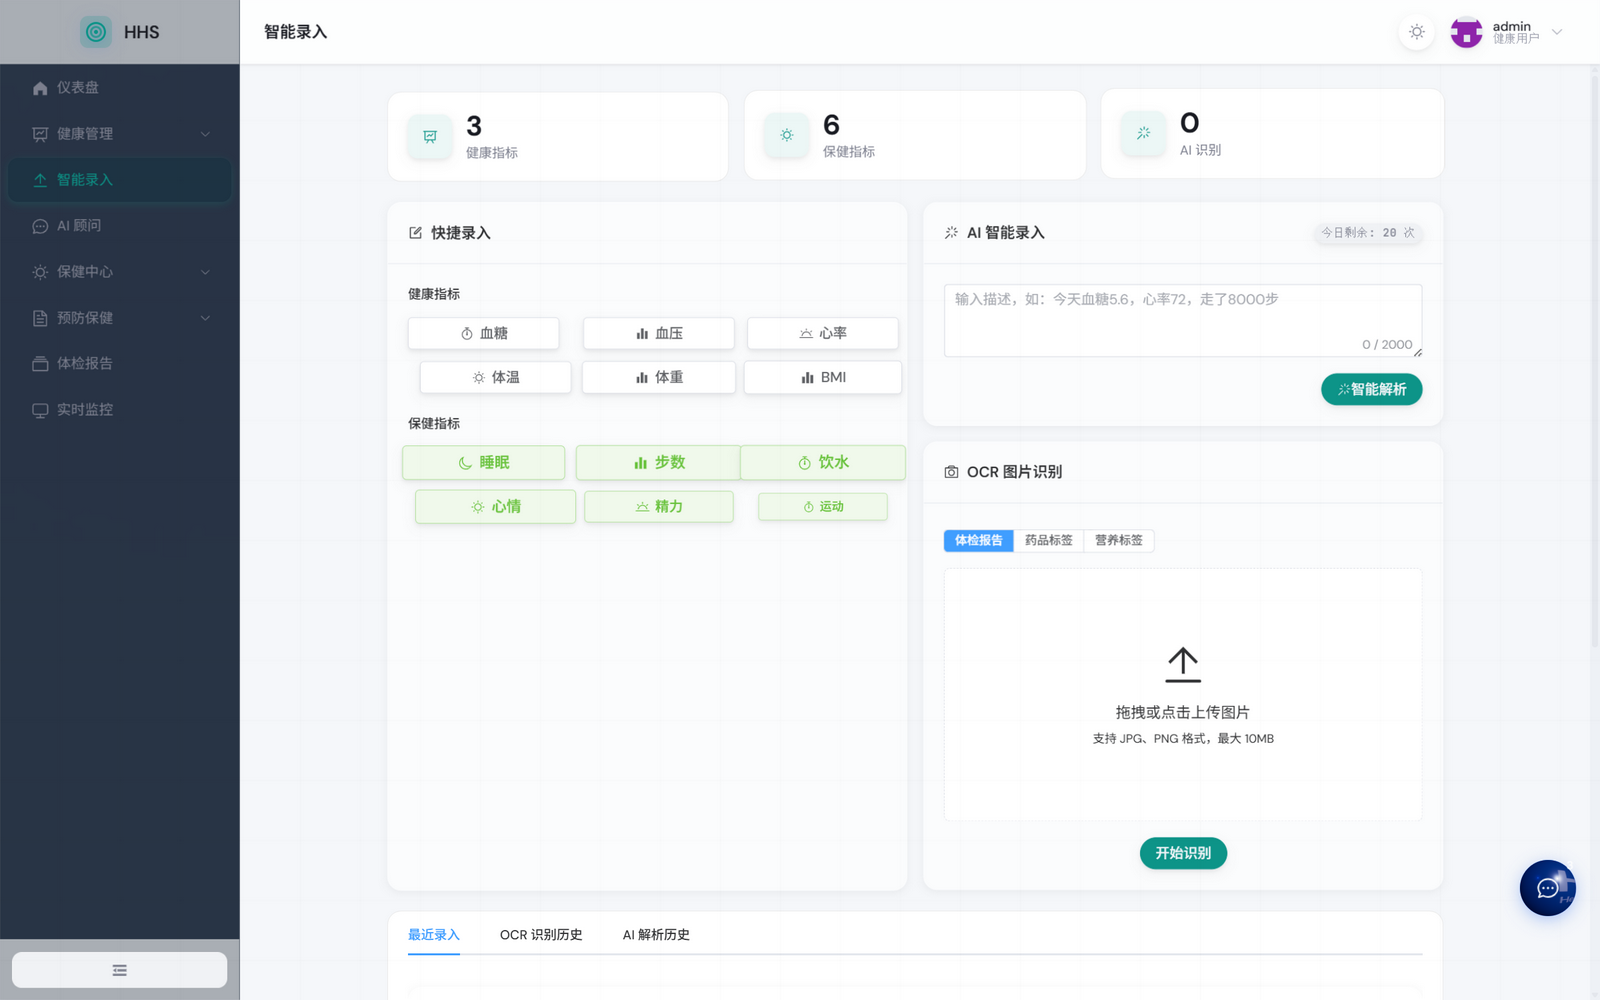 HHS
智能录入
admin
健康用户
仪表盘
健康管理
智能录入
AI 顾问
保健中心
预防保健
体检报告
实时监控
3
健康指标
6
保健指标
0
AI 识别
快捷录入
健康指标
血糖
血压
心率
体温
体重
BMI
保健指标
睡眠
步数
饮水
心情
精力
运动
AI 智能录入
今日剩余: 20 次
输入描述，如：今天血糖5.6，心率72，走了8000步
0 / 2000
智能解析
OCR 图片识别
体检报告
药品标签
营养标签
拖拽或点击上传图片
支持 JPG、PNG 格式，最大 10MB
开始识别
最近录入
OCR 识别历史
AI 解析历史